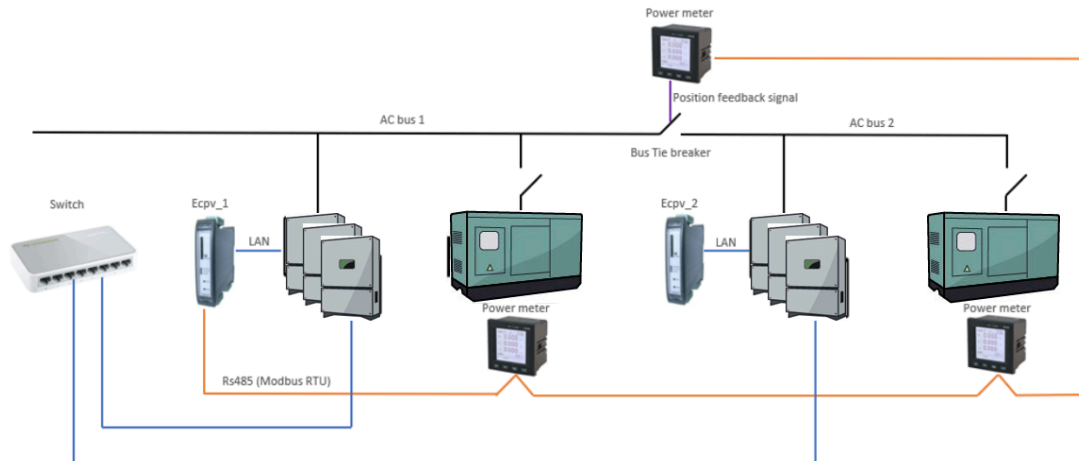 Power meter
Position feedback signal
AC bus 1
AC bus 2
Bus Tie breaker
Switch
Ecpv_1
Ecpv_2
LAN
LAN
Power meter
Power meter
Rs485 (Modbus RTU)